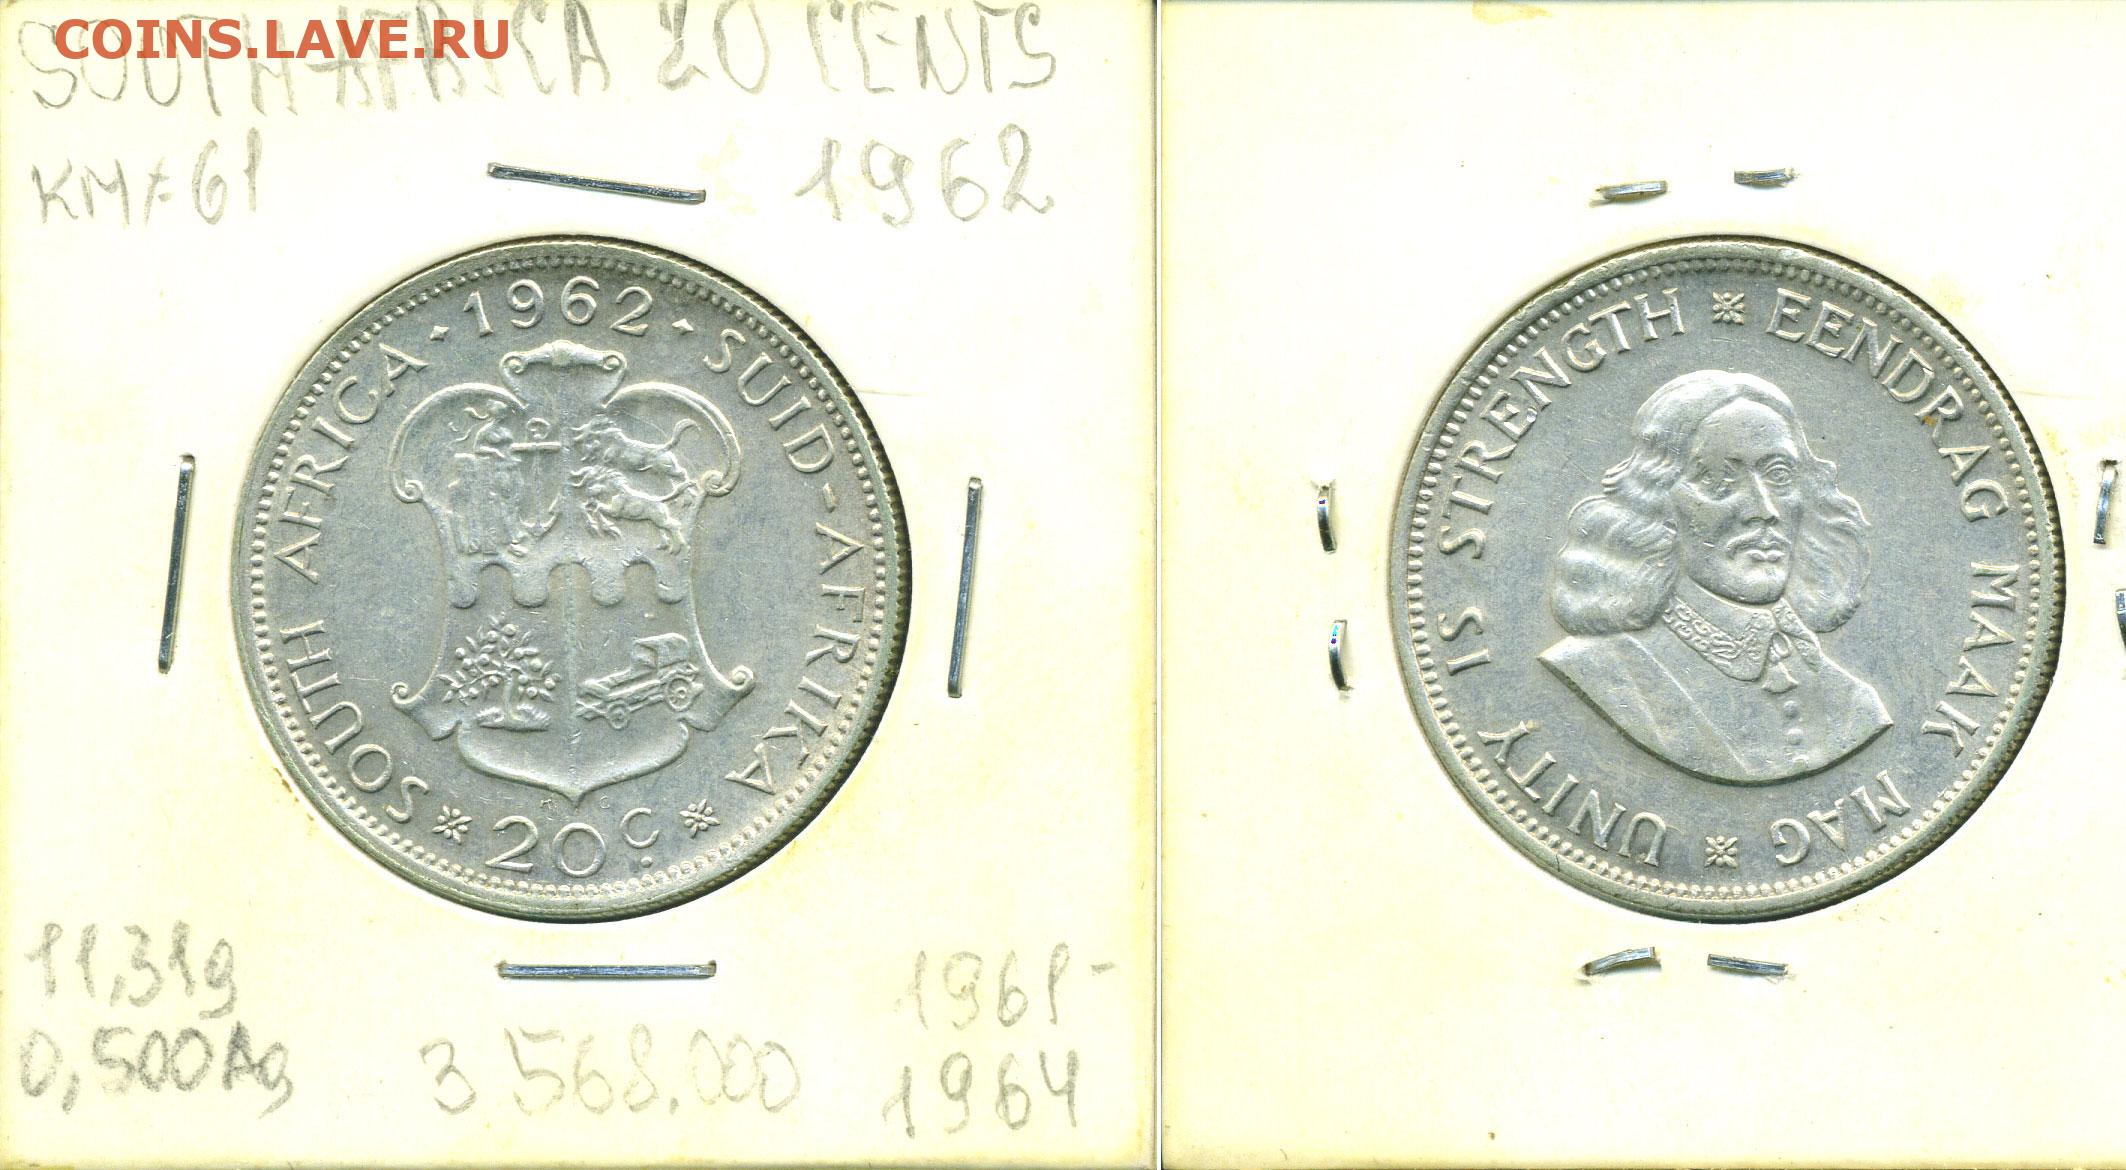 COINS.LAVE.RU
SOUTH-AFRICA 20 CENTS
KM#61
1962
SOUTH AFRICA · 1962 · SUID-AFRIKA
20 C.
11,31g
0,500Ag
3 568.000
1961-
1964
UNITY IS STRENGTH
EENDRAG MAAK MAG